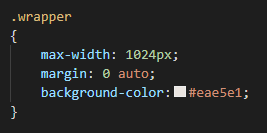 .wrapper
{
    max-width: 1024px;
    margin: 0 auto;
    background-color: #eae5e1;
}